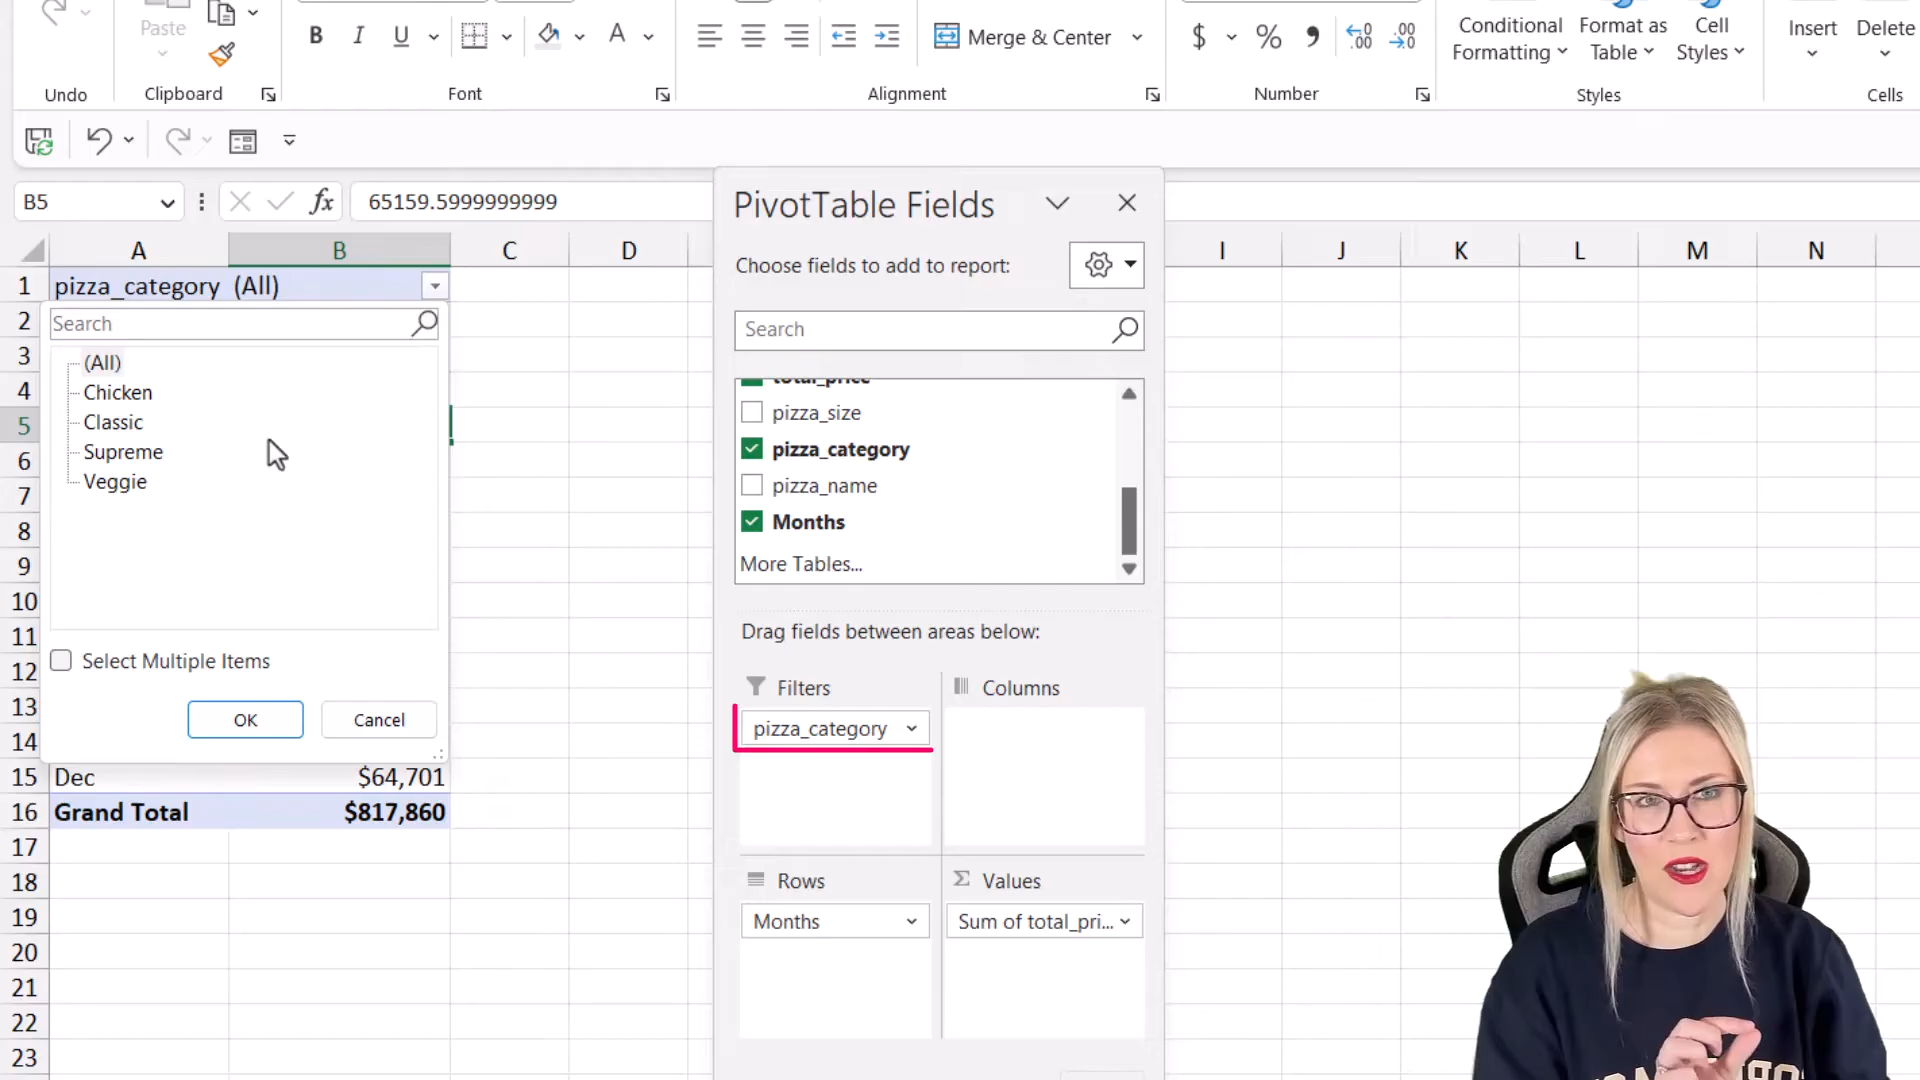 Paste
Undo
Clipboard
B I U
A
Font
Merge & Center
Alignment
$ % ,
.00
.00
Number
Conditional Formatting
Format as Table
Cell Styles
Styles
Insert
Delete
Cells
B5
fx
65159.5999999999
A B C D I J K L M N
1 pizza_category (All)
2
3
4
5
6
7
8
9
10
11
12
13
14
Search
(All)
Chicken
Classic
Supreme
Veggie
Select Multiple Items
OK
Cancel
15 Dec $64,701
16 Grand Total $817,860
17
18
19
20
21
22
23
PivotTable Fields
Choose fields to add to report:
Search
total_price
pizza_size
pizza_category
pizza_name
Months
More Tables...
Drag fields between areas below:
Filters
pizza_category
Columns
Rows
Months
Σ Values
Sum of total_pri...